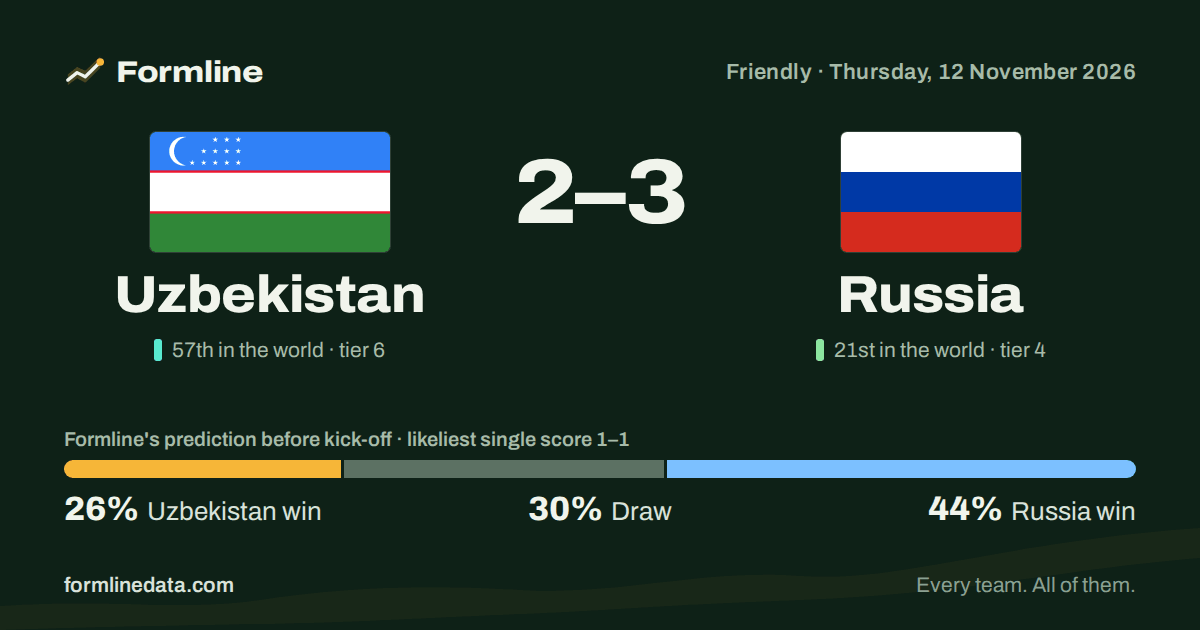 Formline
Friendly · Thursday, 12 November 2026
2–3
Uzbekistan
Russia
57th in the world · tier 6
21st in the world · tier 4
Formline's prediction before kick-off · likeliest single score 1–1
26% Uzbekistan win
30% Draw
44% Russia win
formlinedata.com
Every team. All of them.